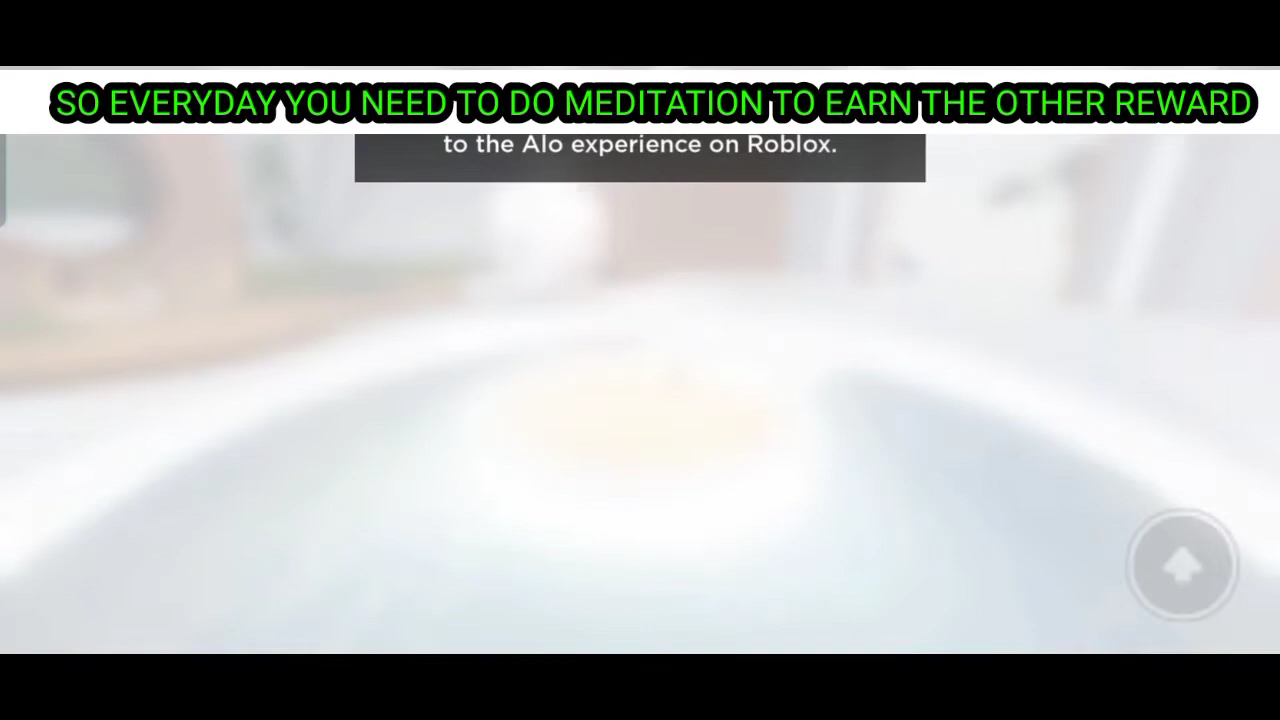 SO EVERYDAY YOU NEED TO DO MEDITATION TO EARN THE OTHER REWARD
to the Alo experience on Roblox.